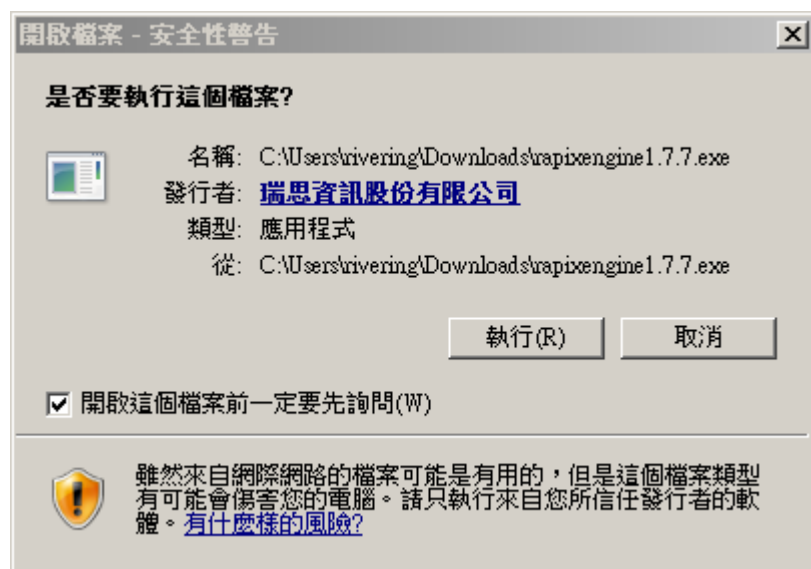 開啟檔案 - 安全性警告
是否要執行這個檔案?
名稱: C:\Users\rivering\Downloads\rapixengine1.7.7.exe
發行者: 瑞思資訊股份有限公司
類型: 應用程式
從: C:\Users\rivering\Downloads\rapixengine1.7.7.exe
執行(R) 取消
開啟這個檔案前一定要先詢問(W)
雖然來自網際網路的檔案可能是有用的，但是這個檔案類型
有可能會傷害您的電腦。請只執行來自您所信任發行者的軟
體。有什麼樣的風險?